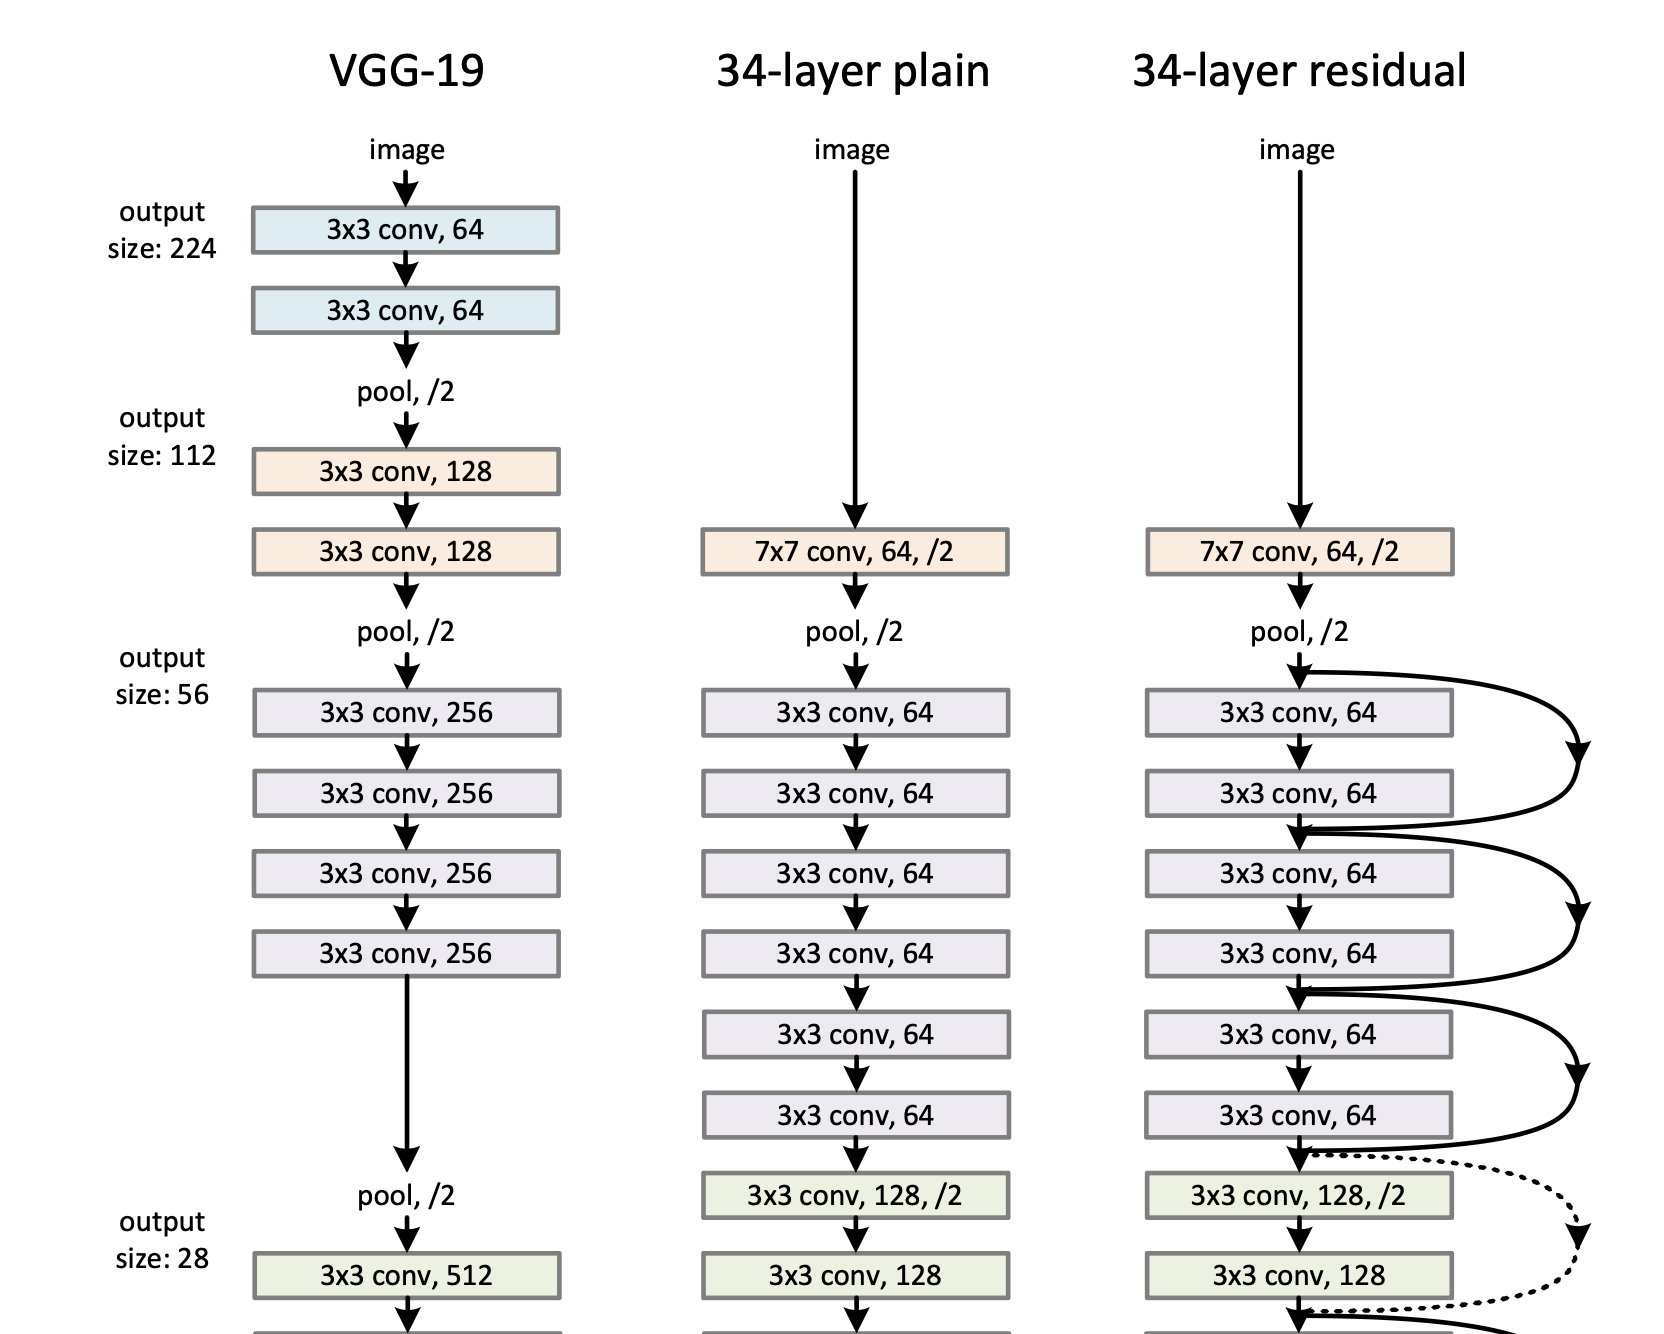 VGG-19
34-layer plain
34-layer residual
image
image
image
output
size: 224
3x3 conv, 64
3x3 conv, 64
pool, /2
output
size: 112
3x3 conv, 128
3x3 conv, 128
7x7 conv, 64, /2
7x7 conv, 64, /2
pool, /2
pool, /2
pool, /2
output
size: 56
3x3 conv, 256
3x3 conv, 64
3x3 conv, 64
3x3 conv, 256
3x3 conv, 64
3x3 conv, 64
3x3 conv, 256
3x3 conv, 64
3x3 conv, 64
3x3 conv, 256
3x3 conv, 64
3x3 conv, 64
3x3 conv, 64
3x3 conv, 64
3x3 conv, 64
3x3 conv, 64
pool, /2
3x3 conv, 128, /2
3x3 conv, 128, /2
output
size: 28
3x3 conv, 512
3x3 conv, 128
3x3 conv, 128